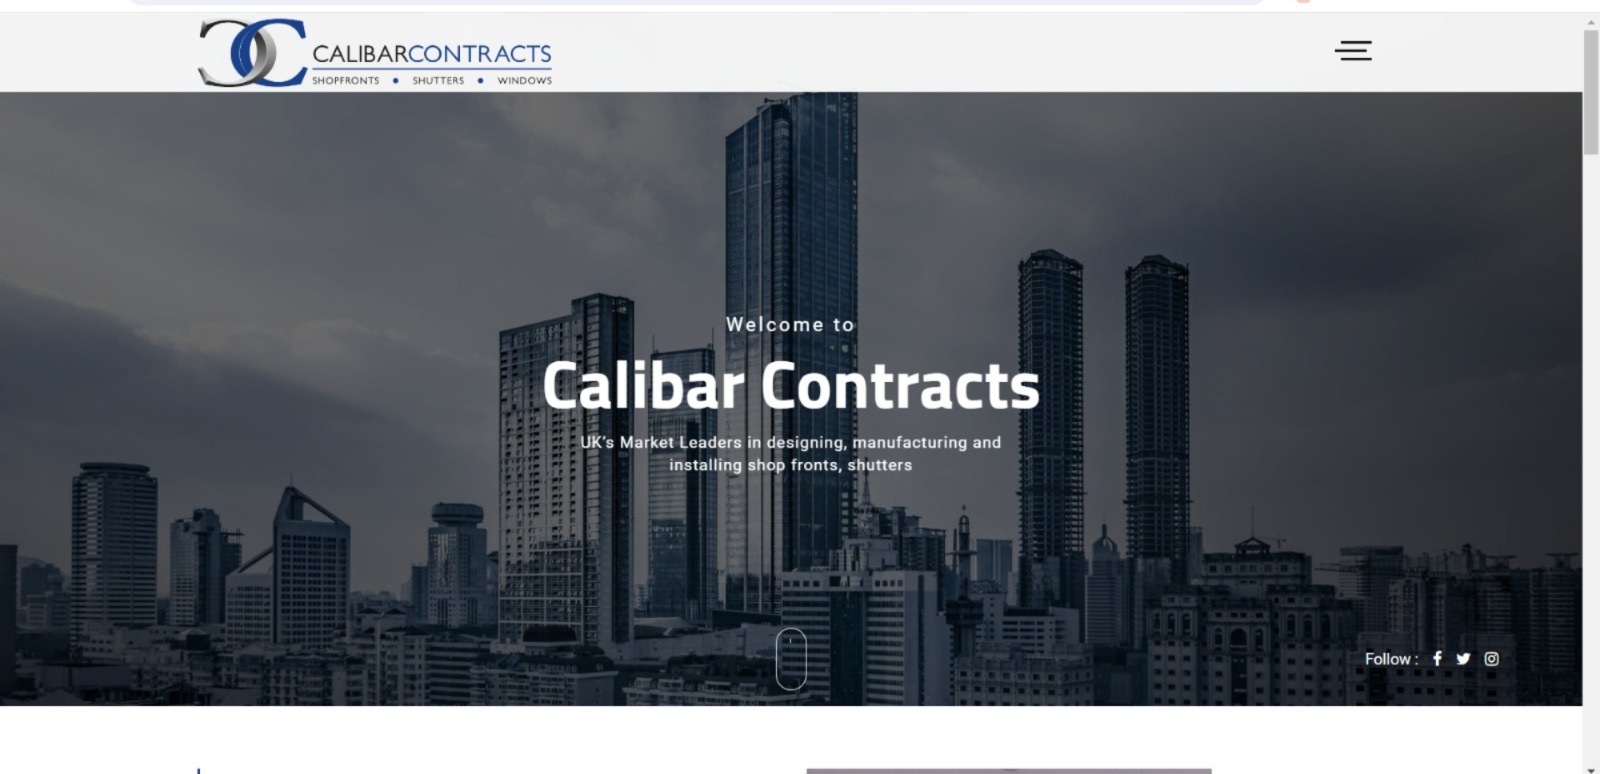 CALIBARCONTRACTS
SHOPFRONTS • SHUTTERS • WINDOWS
Welcome to
Calibar Contracts
UK's Market Leaders in designing, manufacturing and
installing shop fronts, shutters
Follow :